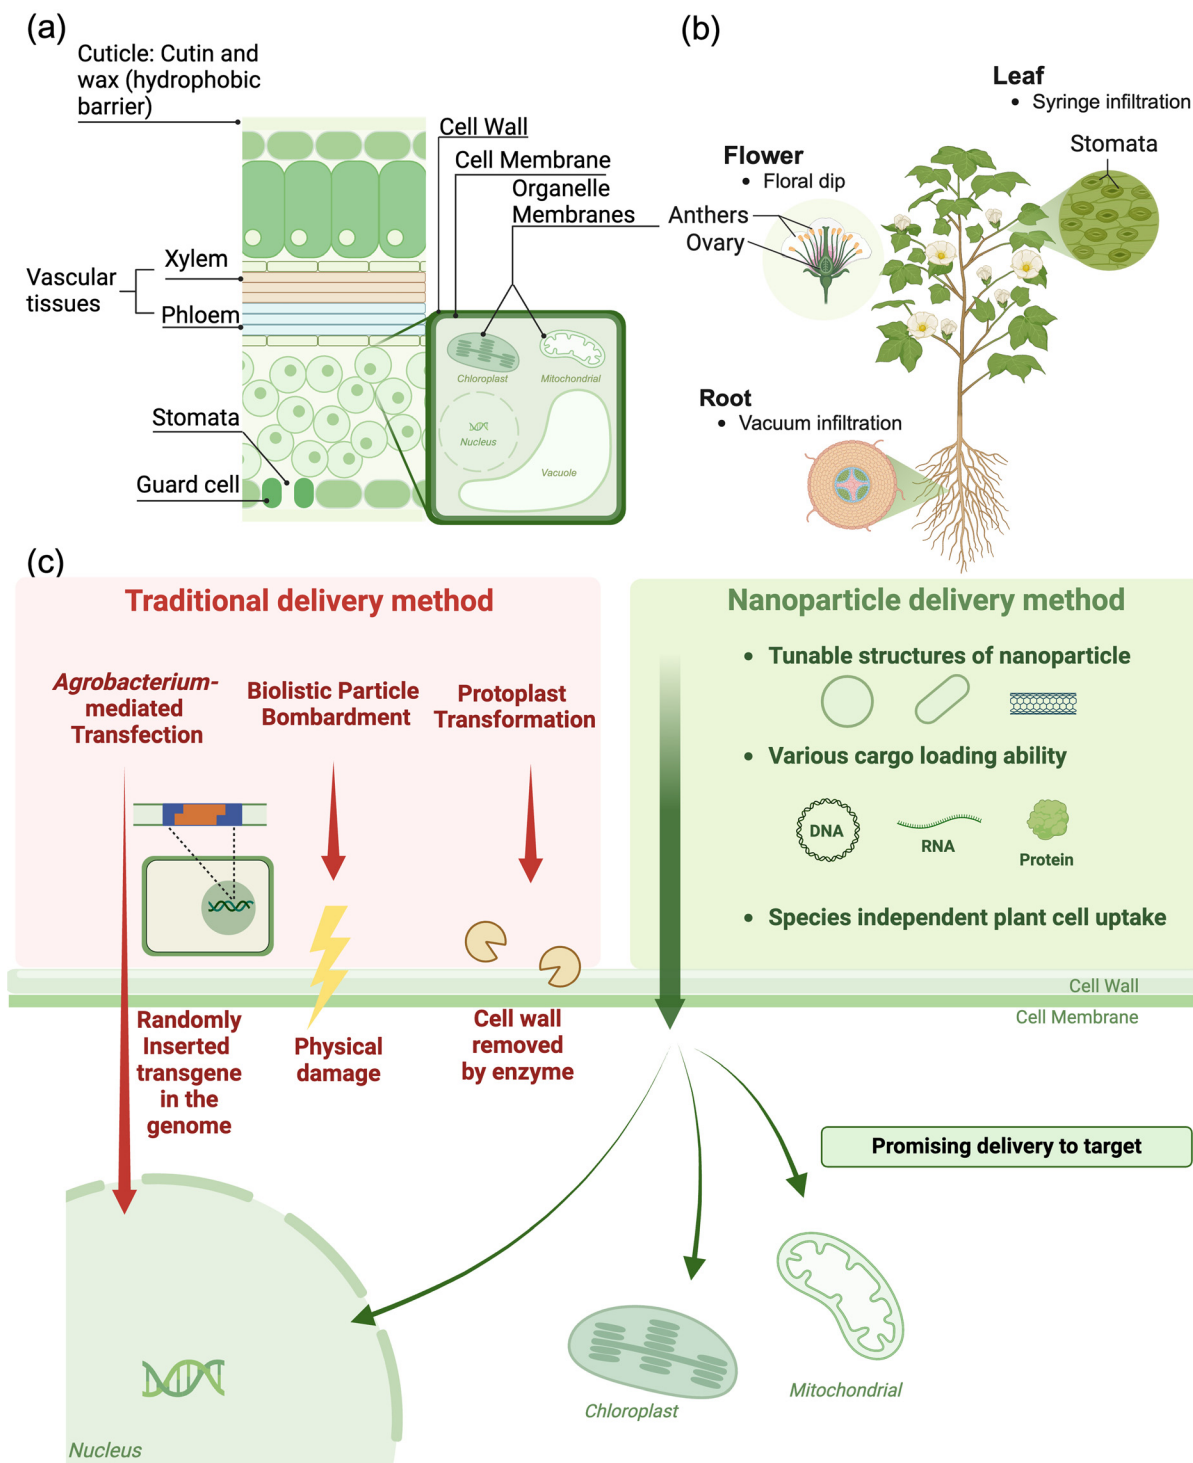 (a)
Cuticle: Cutin and
wax (hydrophobic
barrier)
Cell Wall
Cell Membrane
Organelle
Membranes
Xylem
Vascular
tissues
Phloem
Stomata
Guard cell
Chloroplast
Mitochondrial
Nucleus
Vacuole
(b)
Leaf
• Syringe infiltration
Stomata
Flower
• Floral dip
Anthers
Ovary
Root
• Vacuum infiltration
(c)
Traditional delivery method
Agrobacterium-
mediated
Transfection
Biolistic Particle
Bombardment
Protoplast
Transformation
Randomly
Inserted
transgene
in the
genome
Physical
damage
Cell wall
removed
by enzyme
Nanoparticle delivery method
• Tunable structures of nanoparticle
• Various cargo loading ability
DNA
RNA
Protein
• Species independent plant cell uptake
Cell Wall
Cell Membrane
Promising delivery to target
Mitochondrial
Chloroplast
Nucleus